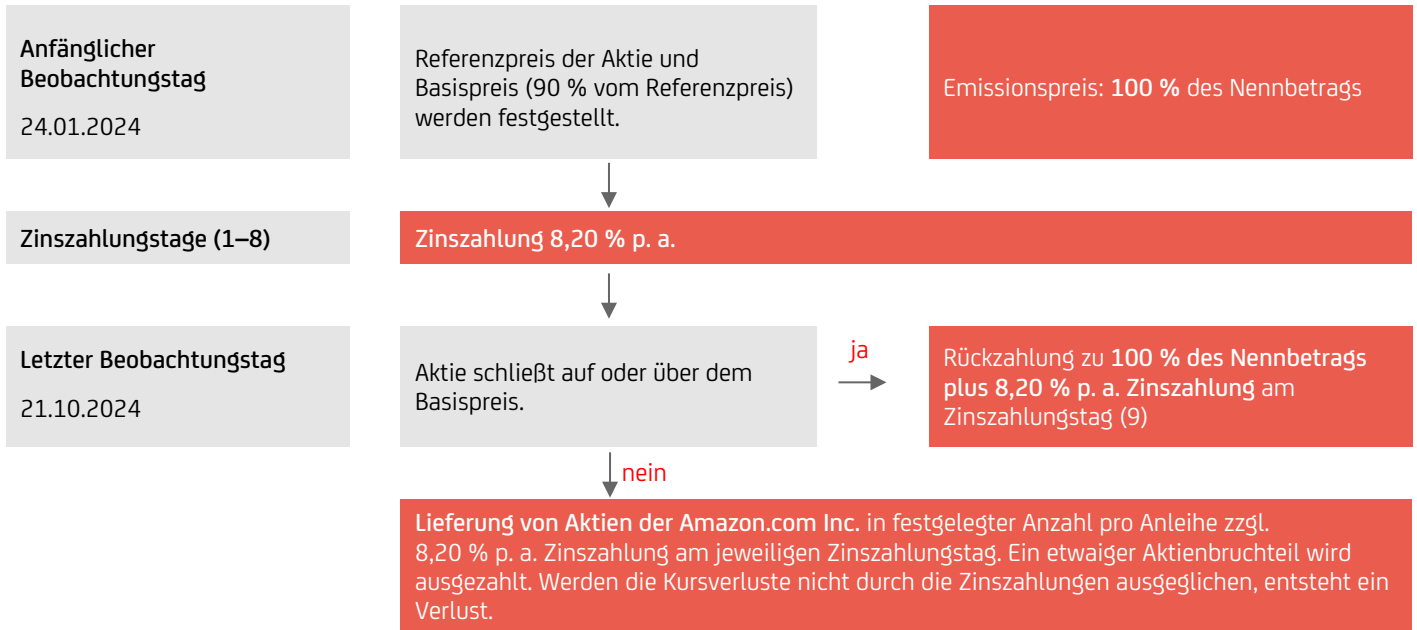 Anfänglicher
Beobachtungstag
24.01.2024
Referenzpreis der Aktie und
Basispreis (90 % vom Referenzpreis)
werden festgestellt.
Emissionspreis: 100 % des Nennbetrags
Zinszahlungstage (1–8)
Zinszahlung 8,20 % p. a.
Letzter Beobachtungstag
21.10.2024
Aktie schließt auf oder über dem
Basispreis.
ja
Rückzahlung zu 100 % des Nennbetrags
plus 8,20 % p. a. Zinszahlung am
Zinszahlungstag (9)
nein
Lieferung von Aktien der Amazon.com Inc. in festgelegter Anzahl pro Anleihe zzgl.
8,20 % p. a. Zinszahlung am jeweiligen Zinszahlungstag. Ein etwaiger Aktienbruchteil wird
ausgezahlt. Werden die Kursverluste nicht durch die Zinszahlungen ausgeglichen, entsteht ein
Verlust.